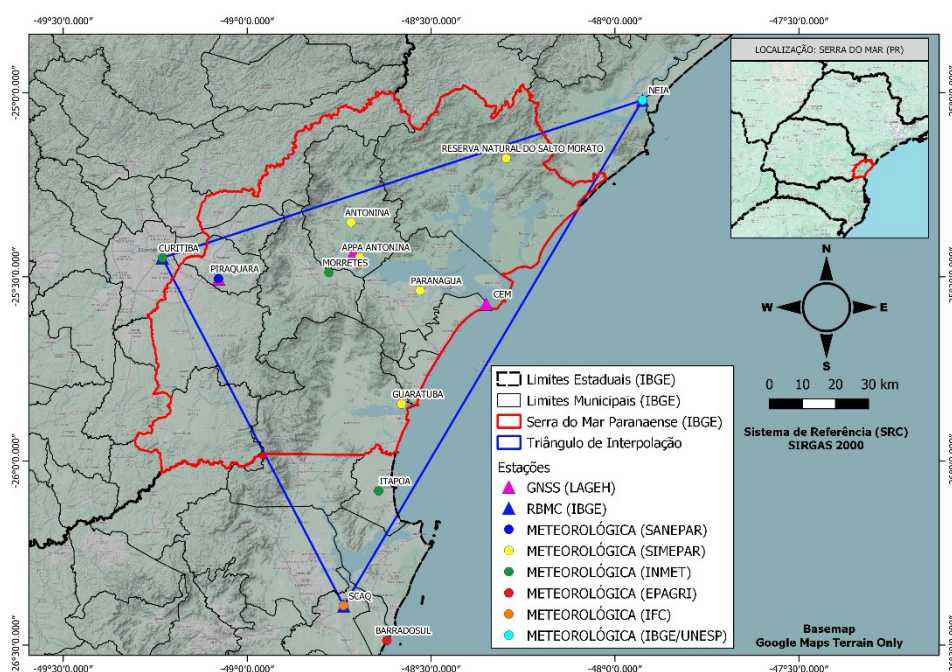 -49°30'0.000"
-49°0'0.000"
-48°30'0.000"
-48°0'0.000"
-47°30'0.000"
LOCALIZAÇÃO: SERRA DO MAR (PR)
-25°0'0.000"
NEIA
RESERVA NATURAL DO SALTO MORATO
ANTONINA
CURITIBA
APPA ANTONINA
PIRAQUARA
MORRETES
PARANAGUA
CEM
-25°30'0.000"
N
W
E
S
0 10 20 30 km
Sistema de Referência (SRC)
SIRGAS 2000
GUARATUBA
-26°0'0.000"
ITAPOA
SCAQ
BARRADOSUL
-26°30'0.000"
Limites Estaduais (IBGE)
Limites Municipais (IBGE)
Serra do Mar Paranaense (IBGE)
Triângulo de Interpolação
Estações
GNSS (LAGEH)
RBMC (IBGE)
METEOROLÓGICA (SANEPAR)
METEOROLÓGICA (SIMEPAR)
METEOROLÓGICA (INMET)
METEOROLÓGICA (EPAGRI)
METEOROLÓGICA (IFC)
METEOROLÓGICA (IBGE/UNESP)
Basemap
Google Maps Terrain Only